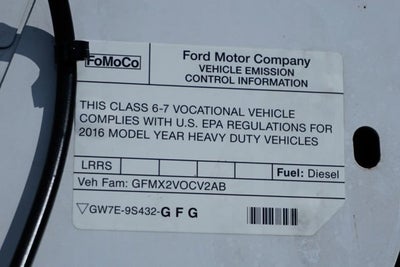 FoMoCo
Ford Motor Company
VEHICLE EMISSION
CONTROL INFORMATION
THIS CLASS 6-7 VOCATIONAL VEHICLE
COMPLIES WITH U.S. EPA REGULATIONS FOR
2016 MODEL YEAR HEAVY DUTY VEHICLES
LRRS Fuel: Diesel
Veh Fam: GFMX2VOCV2AB
GW7E-9S432-GFG